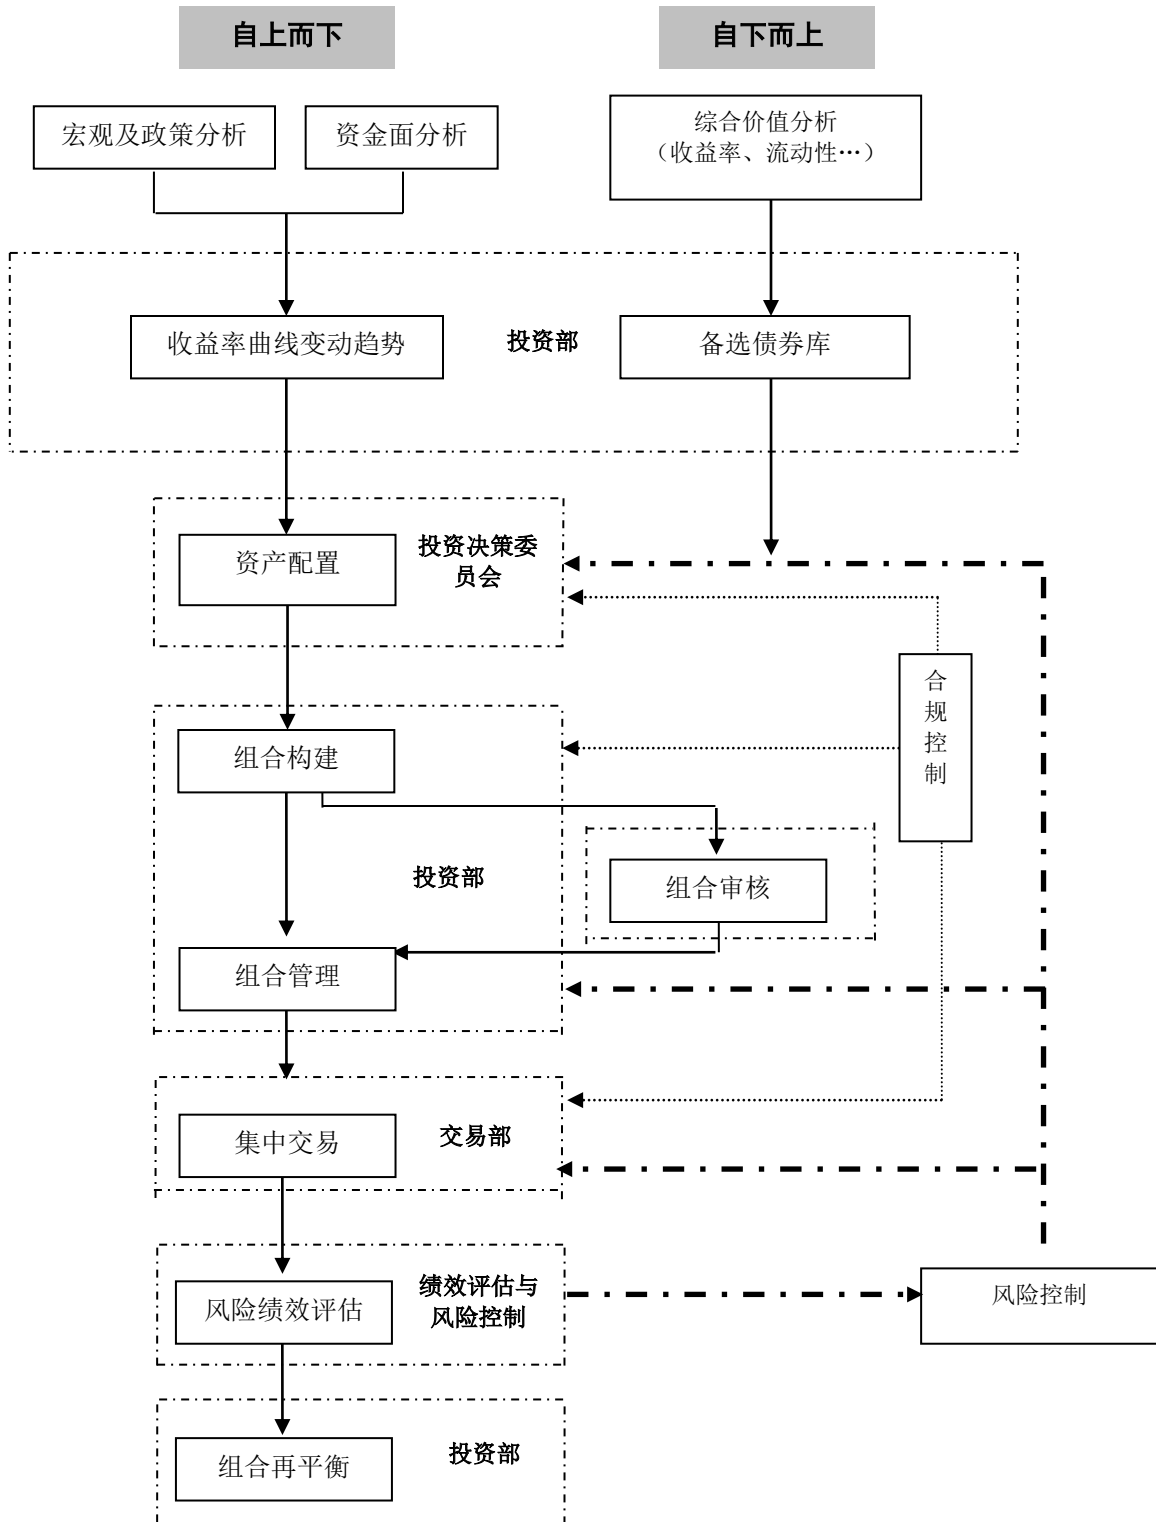 自上而下
自下而上
宏观及政策分析
资金面分析
综合价值分析
（收益率、流动性…）
收益率曲线变动趋势
投资部
备选债券库
资产配置
投资决策委
员会
合
规
控
制
组合构建
投资部
组合审核
组合管理
集中交易
交易部
风险绩效评估
绩效评估与
风险控制
风险控制
组合再平衡
投资部